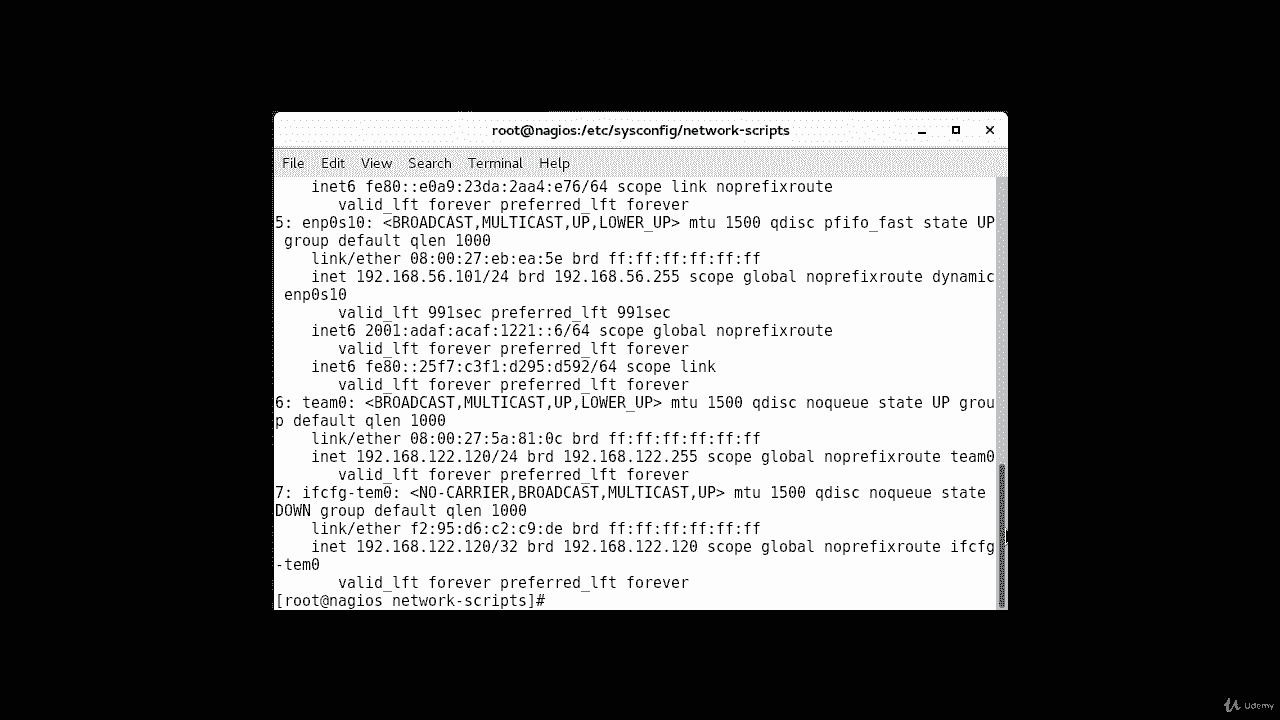 root@nagios:/etc/sysconfig/network-scripts
File Edit View Search Terminal Help
inet6 fe80::e0a9:23da:2aa4:e76/64 scope link noprefixroute
valid_lft forever preferred_lft forever
5: enp0s10: <BROADCAST,MULTICAST,UP,LOWER_UP> mtu 1500 qdisc pfifo_fast state UP
group default qlen 1000
link/ether 08:00:27:eb:ea:5e brd ff:ff:ff:ff:ff:ff
inet 192.168.56.101/24 brd 192.168.56.255 scope global noprefixroute dynamic
enp0s10
valid_lft 991sec preferred_lft 991sec
inet6 2001:adaf:acaf:1221::6/64 scope global noprefixroute
valid_lft forever preferred_lft forever
inet6 fe80::25f7:c3f1:d295:d592/64 scope link
valid_lft forever preferred_lft forever
6: team0: <BROADCAST,MULTICAST,UP,LOWER_UP> mtu 1500 qdisc noqueue state UP grou
p default qlen 1000
link/ether 08:00:27:5a:81:0c brd ff:ff:ff:ff:ff:ff
inet 192.168.122.120/24 brd 192.168.122.255 scope global noprefixroute team0
valid_lft forever preferred_lft forever
7: ifcfg-tem0: <NO-CARRIER,BROADCAST,MULTICAST,UP> mtu 1500 qdisc noqueue state
DOWN group default qlen 1000
link/ether f2:95:d6:c2:c9:de brd ff:ff:ff:ff:ff:ff
inet 192.168.122.120/32 brd 192.168.122.120 scope global noprefixroute ifcfg
-tem0
valid_lft forever preferred_lft forever
[root@nagios network-scripts]#
Udemy